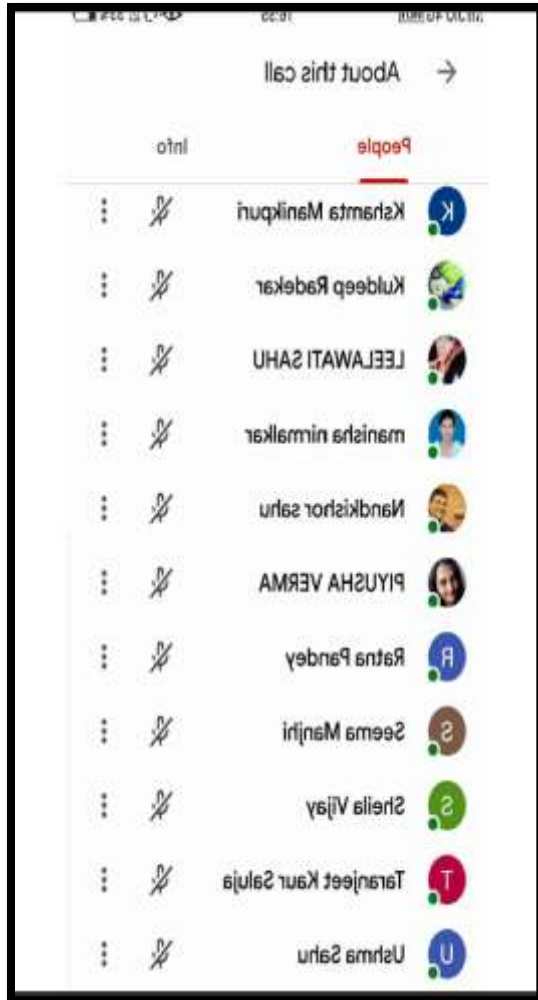 About this call
People Info
K Kshamta Manikpuri
Kuldeep Radekar
LEELAWATI SAHU
manisha nirmalkar
Nandkishor sahu
PIYUSHA VERMA
R Ratna Pandey
S Seema Manjhi
S Sheila Vijay
T Taranjeet Kaur Saluja
U Ushma Sahu